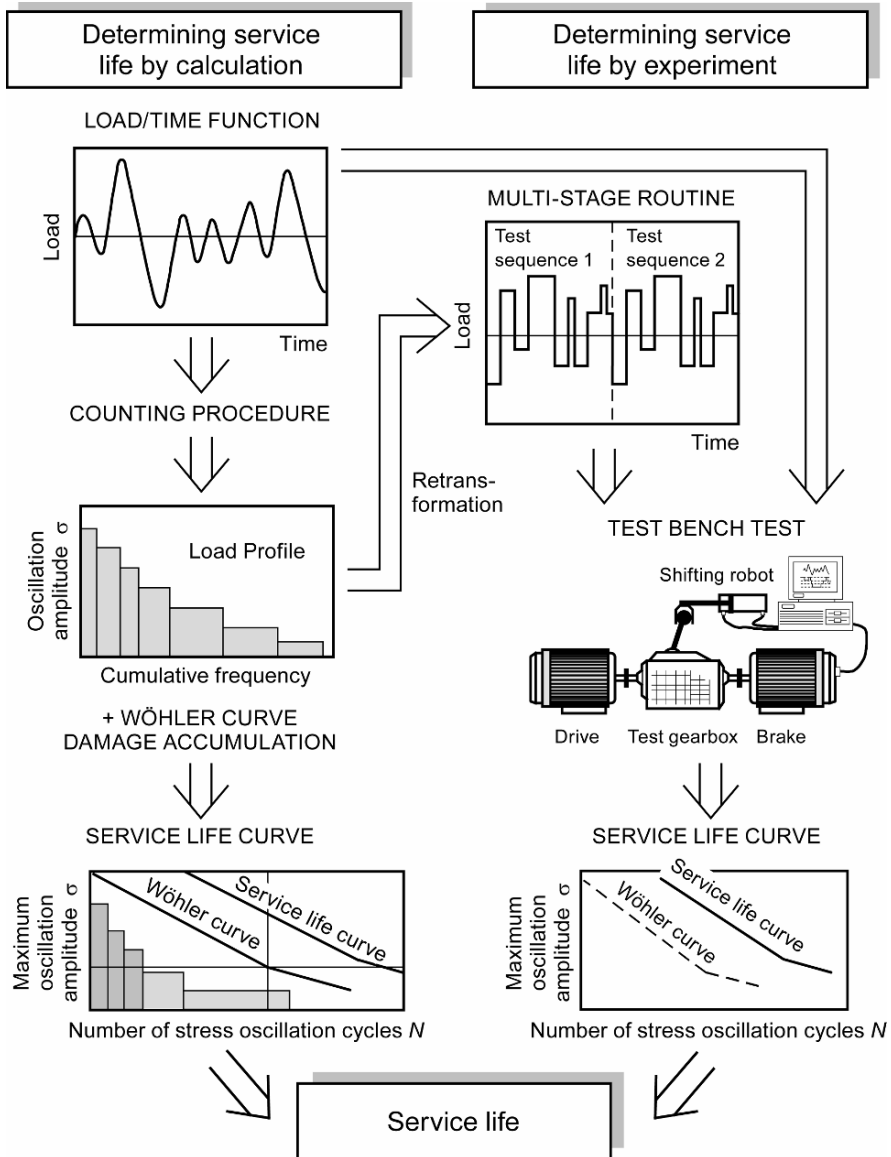 Determining service
life by calculation
Determining service
life by experiment
LOAD/TIME FUNCTION
Load
Time
COUNTING PROCEDURE
Oscillation
amplitude σ
Load Profile
Cumulative frequency
+ WÖHLER CURVE
DAMAGE ACCUMULATION
SERVICE LIFE CURVE
Maximum
oscillation
amplitude σ
Wöhler curve
Service life curve
Number of stress oscillation cycles N
Retrans-
formation
MULTI-STAGE ROUTINE
Load
Test
sequence 1
Test
sequence 2
Time
TEST BENCH TEST
Shifting robot
Drive
Test gearbox
Brake
SERVICE LIFE CURVE
Maximum
oscillation
amplitude σ
Wöhler curve
Service life curve
Number of stress oscillation cycles N
Service life